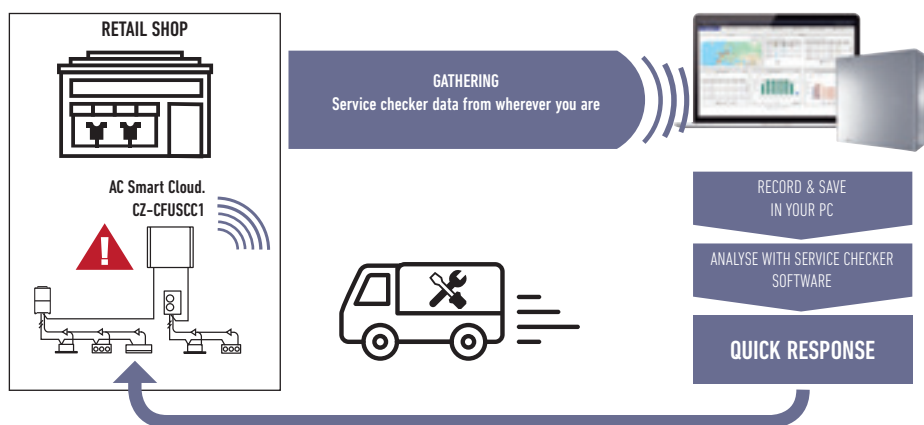 RETAIL SHOP
GATHERING
Service checker data from wherever you are
AC Smart Cloud.
CZ-CFUSCC1
RECORD & SAVE
IN YOUR PC
ANALYSE WITH SERVICE CHECKER
SOFTWARE
QUICK RESPONSE